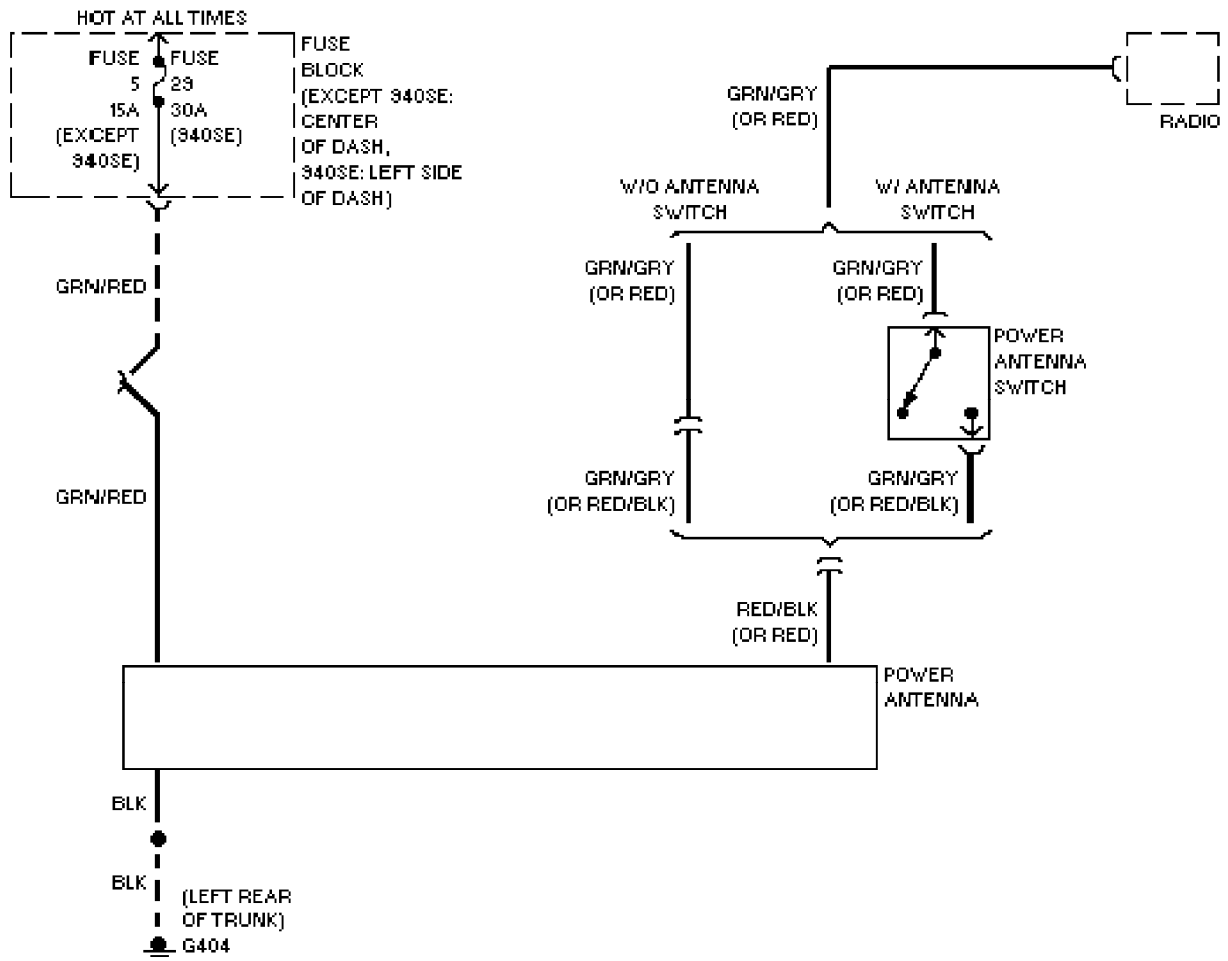 HOT AT ALL TIMES
FUSE
5
15A
(EXCEPT
940SE)
FUSE
29
30A
(940SE)
FUSE
BLOCK
(EXCEPT 940SE:
CENTER
OF DASH,
940SE: LEFT SIDE
OF DASH)
GRN/RED
GRN/RED
GRN/GRY
(OR RED)
RADIO
W/O ANTENNA
SWITCH
W/ ANTENNA
SWITCH
GRN/GRY
(OR RED)
GRN/GRY
(OR RED)
POWER
ANTENNA
SWITCH
GRN/GRY
(OR RED/BLK)
GRN/GRY
(OR RED/BLK)
RED/BLK
(OR RED)
POWER
ANTENNA
BLK
BLK
(LEFT REAR
OF TRUNK)
G404